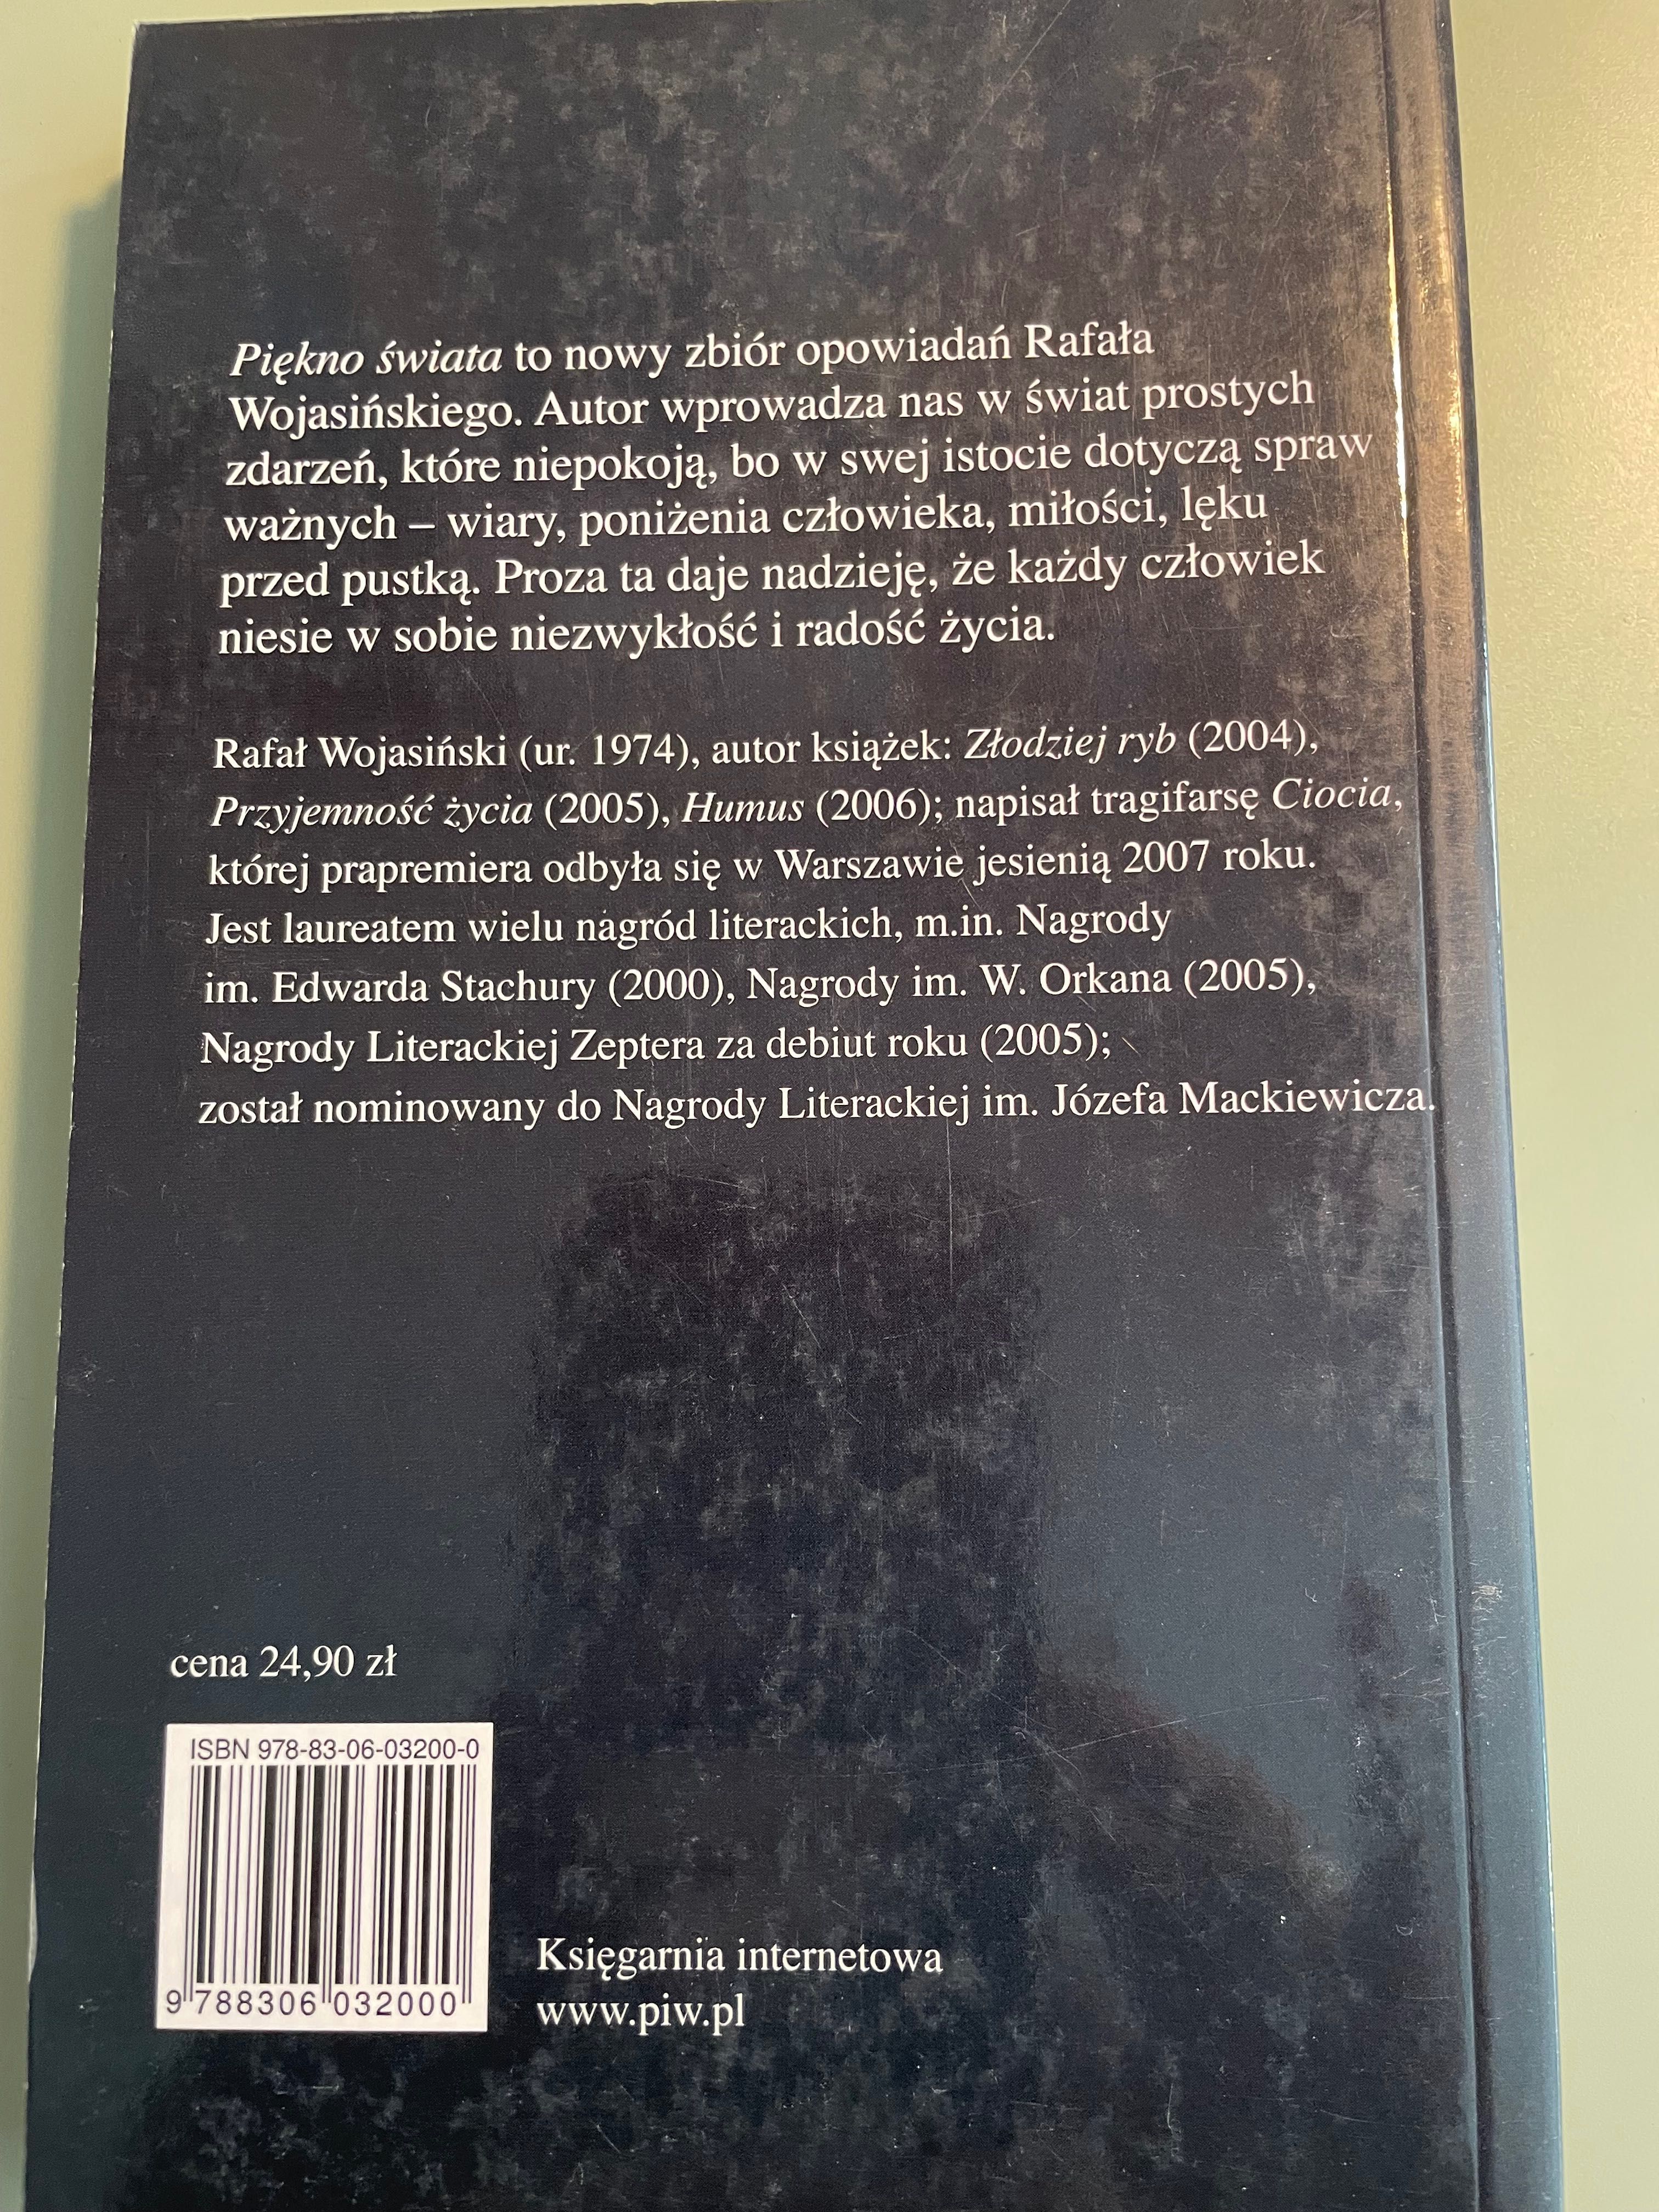 Piękno świata to nowy zbiór opowiadań Rafała
Wojasińskiego. Autor wprowadza nas w świat prostych
zdarzeń, które niepokoją, bo w swej istocie dotyczą spraw
ważnych – wiary, poniżenia człowieka, miłości, lęku
przed pustką. Proza ta daje nadzieję, że każdy człowiek
niesie w sobie niezwykłość i radość życia.
Rafał Wojasiński (ur. 1974), autor książek: Złodziej ryb (2004),
Przyjemność życia (2005), Humus (2006); napisał tragifarsę Ciocia,
której prapremiera odbyła się w Warszawie jesienią 2007 roku.
Jest laureatem wielu nagród literackich, m.in. Nagrody
im. Edwarda Stachury (2000), Nagrody im. W. Orkana (2005),
Nagrody Literackiej Zeptera za debiut roku (2005);
został nominowany do Nagrody Literackiej im. Józefa Mackiewicza.
cena 24,90 zł
ISBN 978-83-06-03200-0
9 788306 032000
Księgarnia internetowa
www.piw.pl